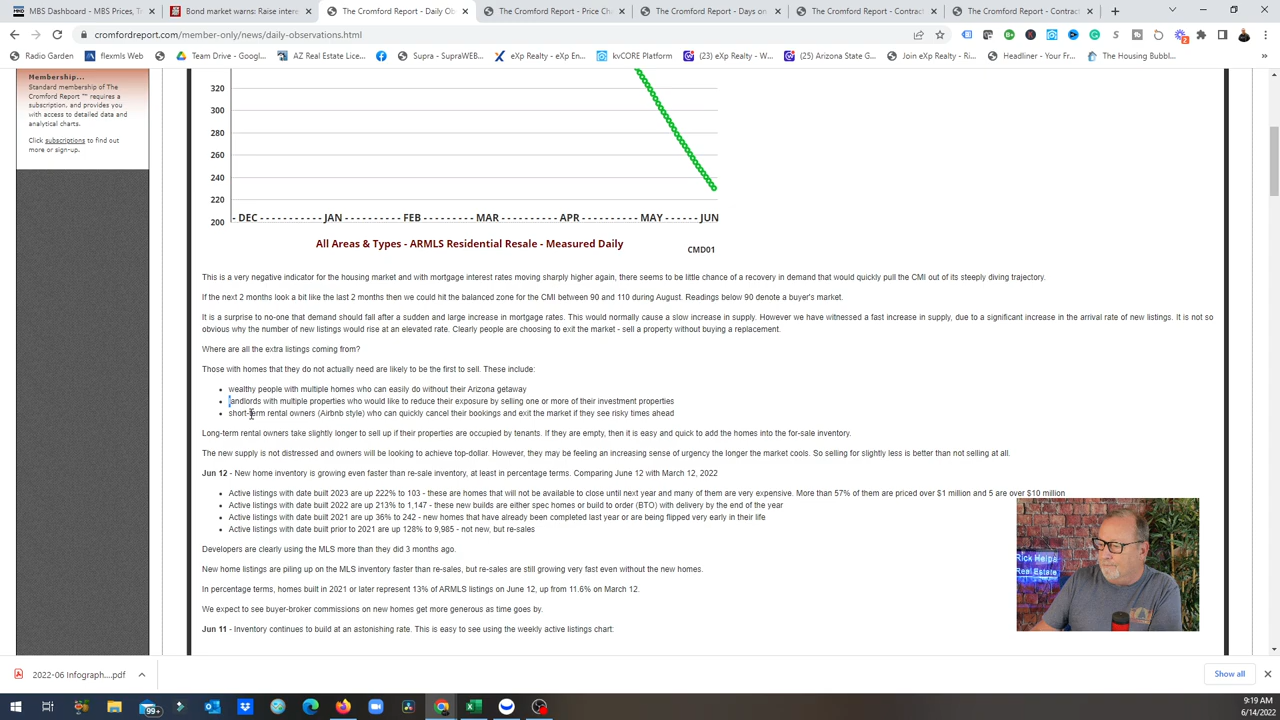 MBS Dashboard - MBS Prices, T
Bond market warns: Raise interes
The Cromford Report - Daily Ob
The Cromford Report - Price Cha
The Cromford Report - Days on
The Cromford Report - Contract
The Cromford Report - Contract
cromfordreport.com/member-only/news/daily-observations.html
Radio Garden
flexmls Web
Team Drive - Googl...
AZ Real Estate Lice...
Supra - SupraWEB...
eXp Realty - eXp En...
kvCORE Platform
(23) eXp Realty - W...
(25) Arizona State G...
Join eXp Realty - Ri...
Headliner - Your Fr...
The Housing Bubbl...
Membership...
Standard membership of The
Cromford Report ™ requires a
subscription, and provides you
with access to detailed data and
analytical charts.
Click subscriptions to find out
more or sign-up.
320
300
280
260
240
220
200
- DEC - - - - - - - - - - - JAN - - - - - - - - - - FEB - - - - - - - - - MAR - - - - - - - - - - APR - - - - - - - - - - MAY - - - - - - JUN
All Areas & Types - ARMLS Residential Resale - Measured Daily
CMD01
This is a very negative indicator for the housing market and with mortgage interest rates moving sharply higher again, there seems to be little chance of a recovery in demand that would quickly pull the CMI out of its steeply diving trajectory.
If the next 2 months look a bit like the last 2 months then we could hit the balanced zone for the CMI between 90 and 110 during August. Readings below 90 denote a buyer's market.
It is a surprise to no-one that demand should fall after a sudden and large increase in mortgage rates. This would normally cause a slow increase in supply. However we have witnessed a fast increase in supply, due to a significant increase in the arrival rate of new listings. It is not so
obvious why the number of new listings would rise at an elevated rate. Clearly people are choosing to exit the market - sell a property without buying a replacement.
Where are all the extra listings coming from?
Those with homes that they do not actually need are likely to be the first to sell. These include:
• wealthy people with multiple homes who can easily do without their Arizona getaway
• landlords with multiple properties who would like to reduce their exposure by selling one or more of their investment properties
• short-term rental owners (Airbnb style) who can quickly cancel their bookings and exit the market if they see risky times ahead
Long-term rental owners take slightly longer to sell up if their properties are occupied by tenants. If they are empty, then it is easy and quick to add the homes into the for-sale inventory.
The new supply is not distressed and owners will be looking to achieve top-dollar. However, they may be feeling an increasing sense of urgency the longer the market cools. So selling for slightly less is better than not selling at all.
Jun 12 - New home inventory is growing even faster than re-sale inventory, at least in percentage terms. Comparing June 12 with March 12, 2022
• Active listings with date built 2023 are up 222% to 103 - these are homes that will not be available to close until next year and many of them are very expensive. More than 57% of them are priced over $1 million and 5 are over $10 million
• Active listings with date built 2022 are up 213% to 1,147 - these new builds are either spec homes or build to order (BTO) with delivery by the end of the year
• Active listings with date built 2021 are up 36% to 242 - new homes that have already been completed last year or are being flipped very early in their life
• Active listings with date built prior to 2021 are up 128% to 9,985 - not new, but re-sales
Developers are clearly using the MLS more than they did 3 months ago.
New home listings are piling up on the MLS inventory faster than re-sales, but re-sales are still growing very fast even without the new homes.
In percentage terms, homes built in 2021 or later represent 13% of ARMLS listings on June 12, up from 11.6% on March 12.
We expect to see buyer-broker commissions on new homes get more generous as time goes by.
Jun 11 - Inventory continues to build at an astonishing rate. This is easy to see using the weekly active listings chart:
Rick Helpa
Real Estate
2022-06 Infograph....pdf
Show all
99+
9:19 AM
6/14/2022